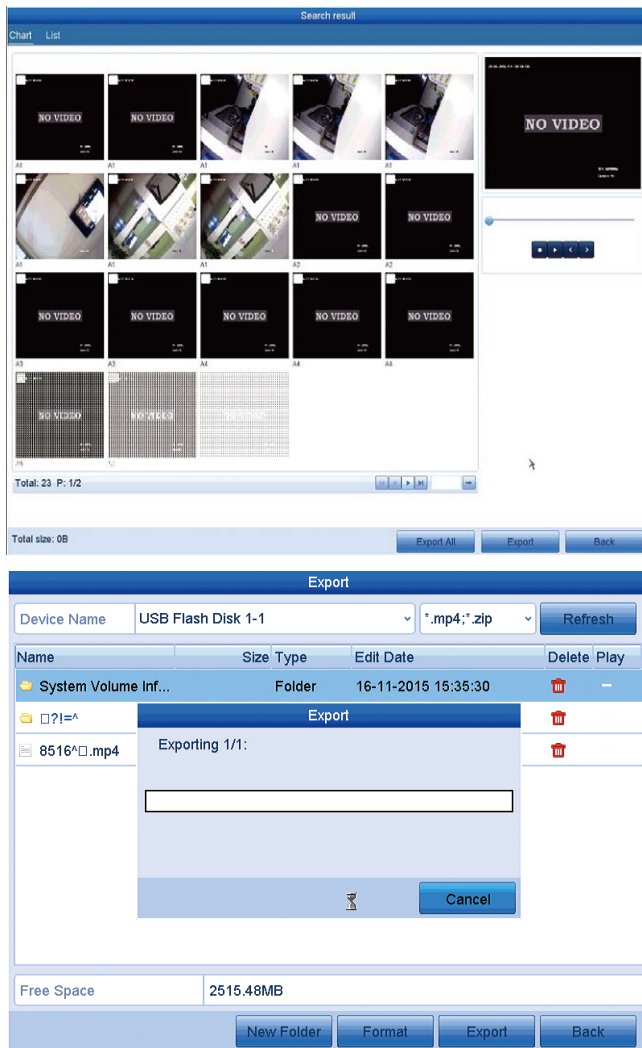 Search result
Chart List
NO VIDEO
NO VIDEO
A1 A1 A1 A1 A1
NO VIDEO
NO VIDEO
NO VIDEO
A1 A1 A1 A2 A2
NO VIDEO
NO VIDEO
NO VIDEO
NO VIDEO
NO VIDEO
A3 A3 A4 A4 A4
NO VIDEO
NO VIDEO
NO VIDEO
Total: 23 P: 1/2
Total size: 0B
Export All Export Back
Export
Device Name USB Flash Disk 1-1 *.mp4;*.zip Refresh
Name Size Type Edit Date Delete Play
System Volume Inf... Folder 16-11-2015 15:35:30
□?!=^
8516^□.mp4
Export
Exporting 1/1:
Cancel
Free Space 2515.48MB
New Folder Format Export Back